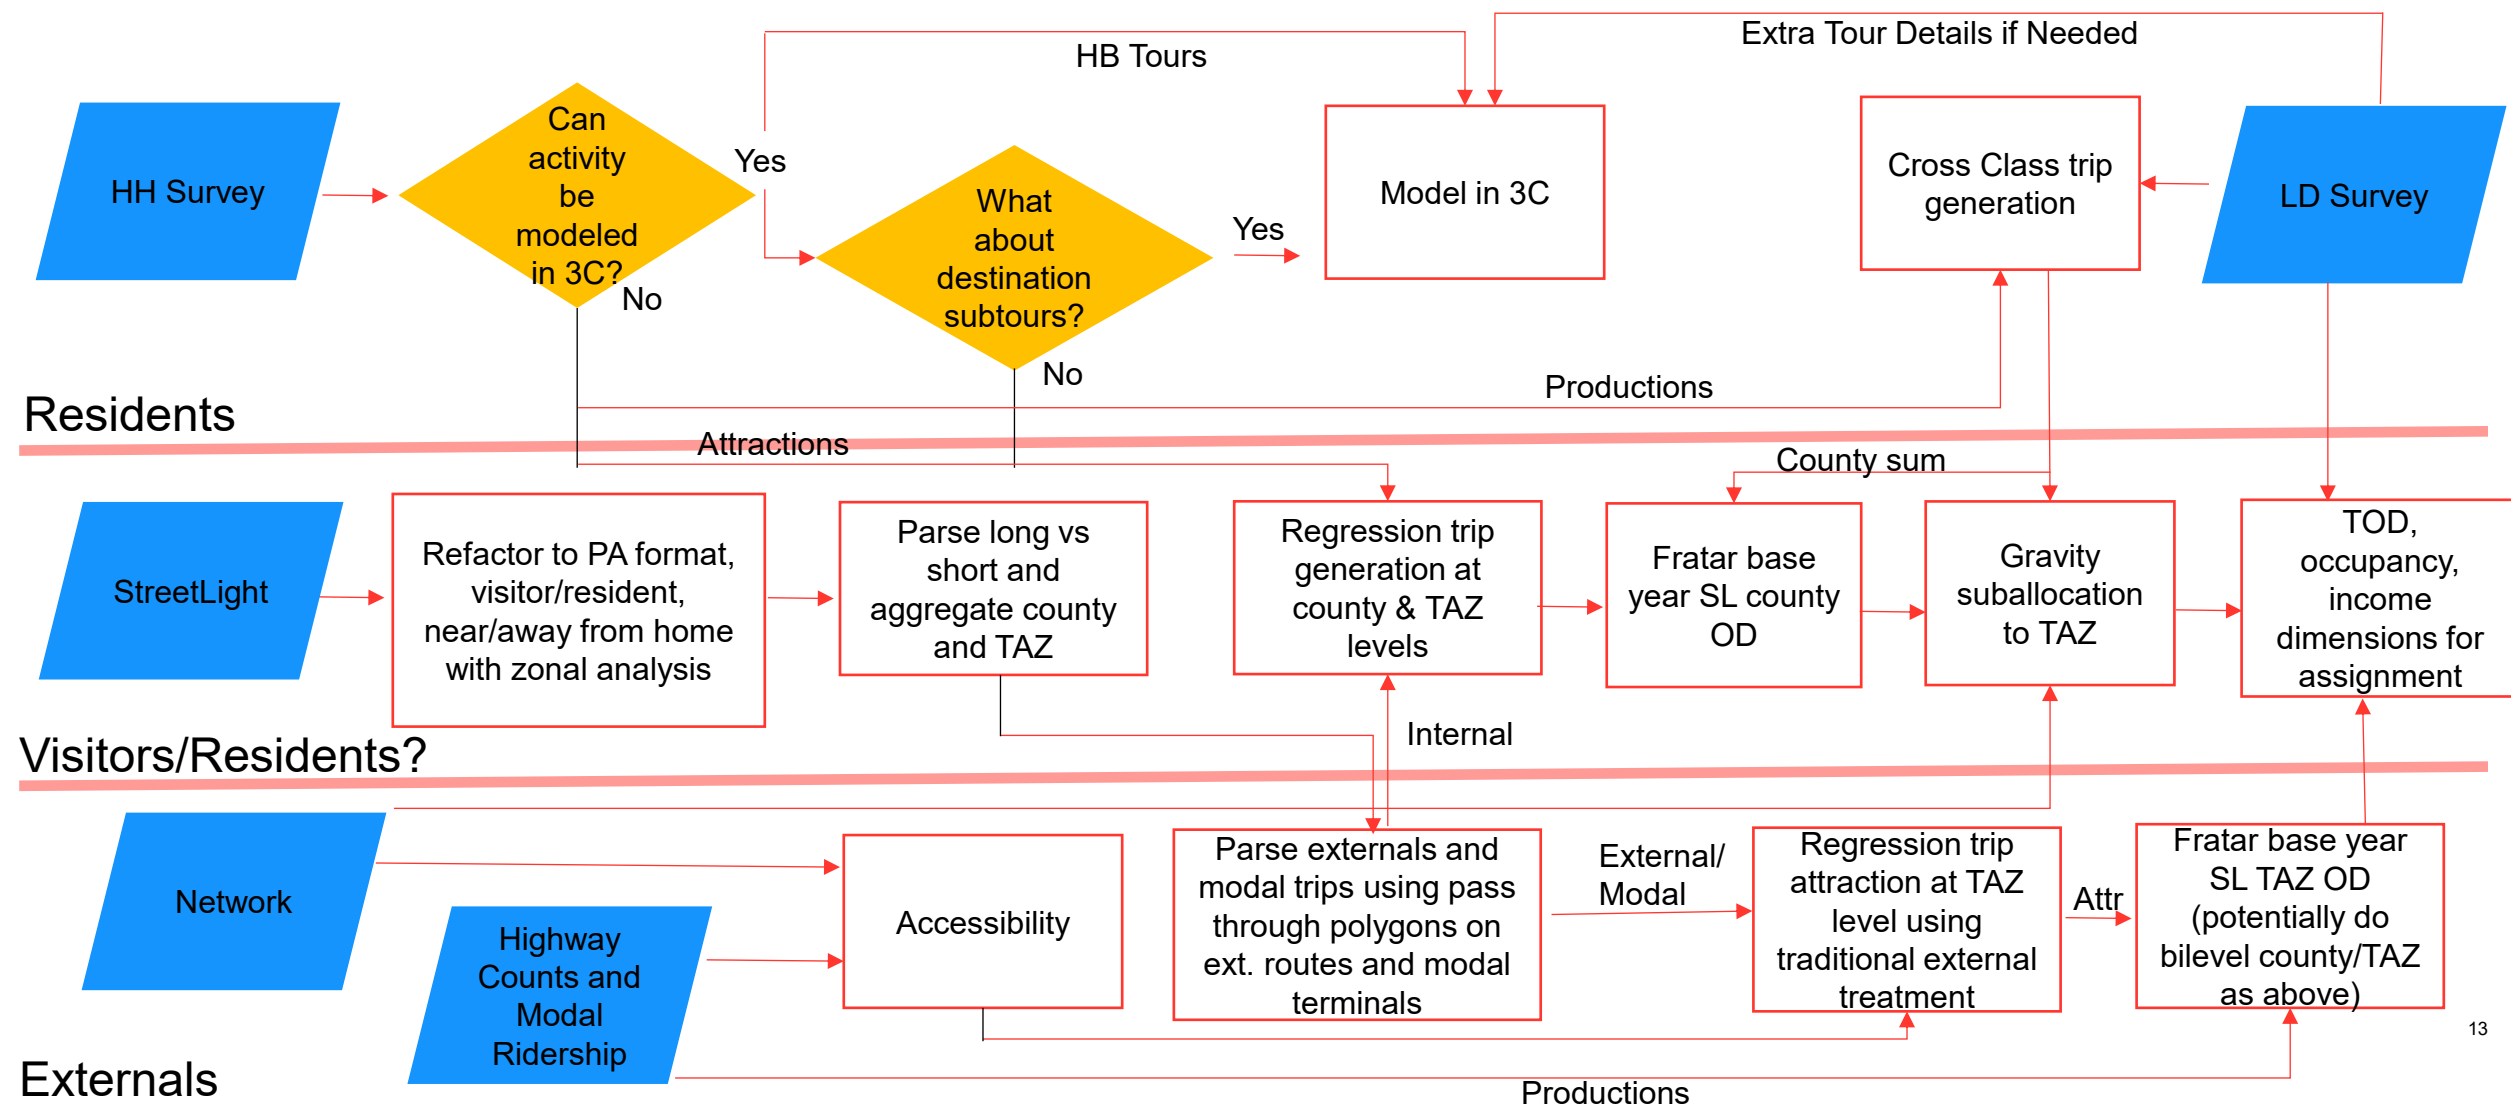 Extra Tour Details if Needed
HB Tours
HH Survey
Can
activity
be
modeled
in 3C?
Yes
No
What
about
destination
subtours?
Yes
No
Model in 3C
Cross Class trip
generation
LD Survey
Productions
Residents
Attractions
County sum
StreetLight
Refactor to PA format,
visitor/resident,
near/away from home
with zonal analysis
Parse long vs
short and
aggregate county
and TAZ
Regression trip
generation at
county & TAZ
levels
Fratar base
year SL county
OD
Gravity
suballocation
to TAZ
TOD,
occupancy,
income
dimensions for
assignment
Internal
Visitors/Residents?
Network
Highway
Counts and
Modal
Ridership
Accessibility
Parse externals and
modal trips using pass
through polygons on
ext. routes and modal
terminals
External/
Modal
Regression trip
attraction at TAZ
level using
traditional external
treatment
Attr
Fratar base year
SL TAZ OD
(potentially do
bilevel county/TAZ
as above)
13
Externals
Productions